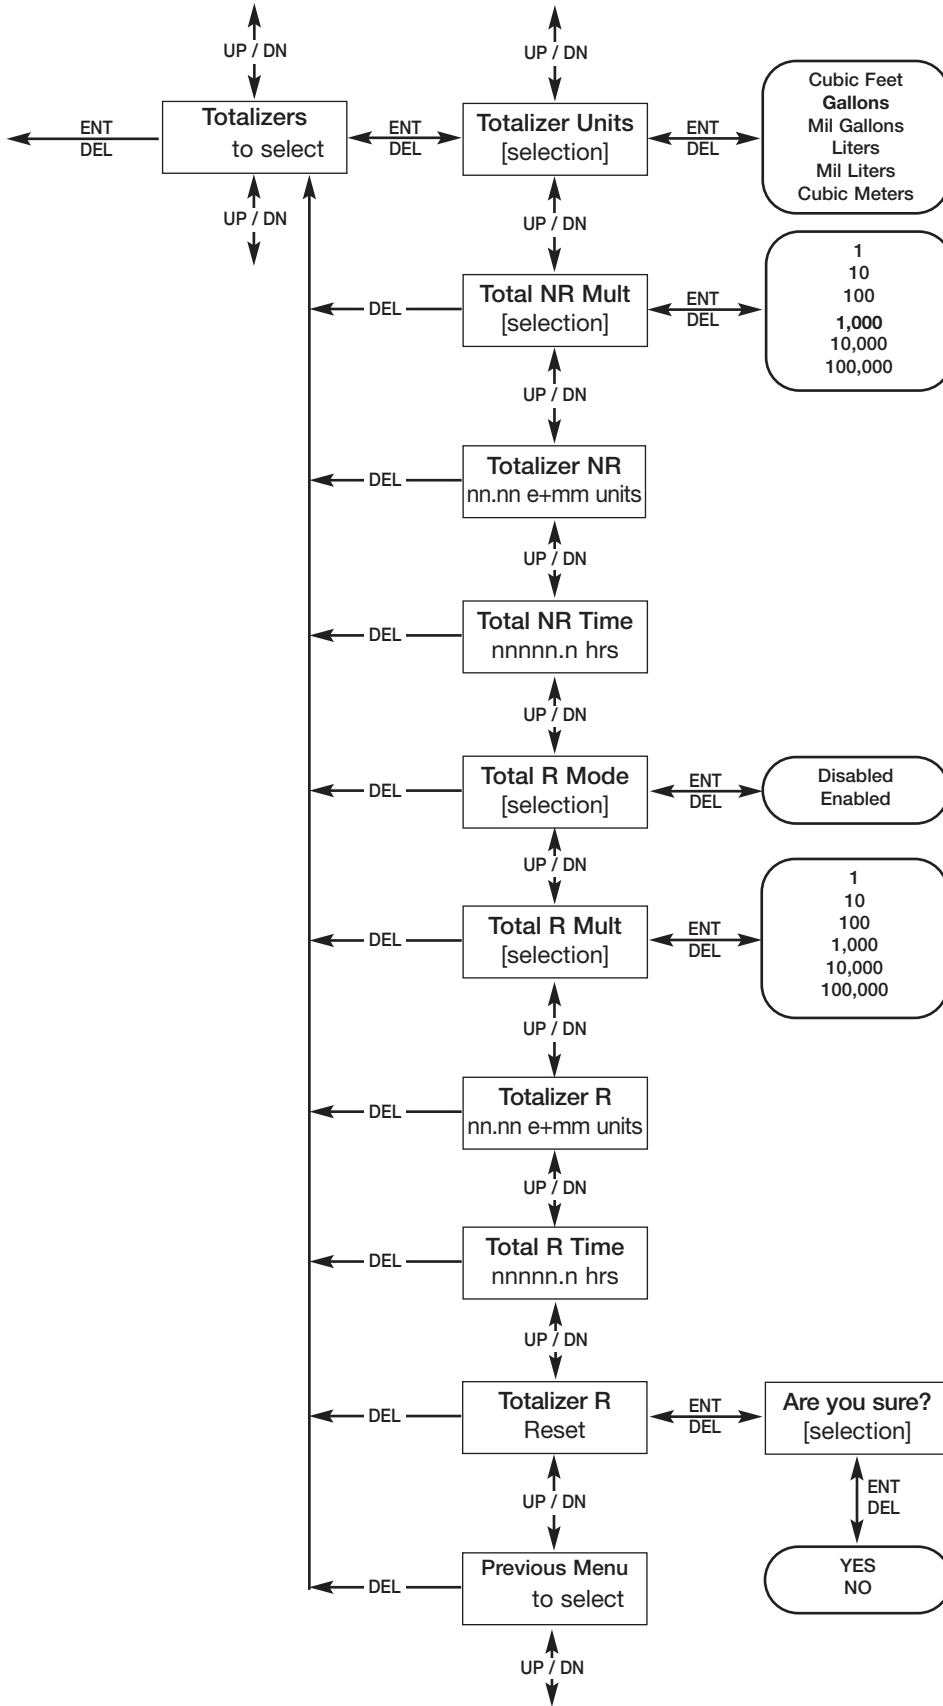 UP / DN
UP / DN
Totalizers
to select
ENT
DEL
ENT
DEL
Totalizer Units
[selection]
ENT
DEL
Cubic Feet
Gallons
Mil Gallons
Liters
Mil Liters
Cubic Meters
UP / DN
UP / DN
DEL
Total NR Mult
[selection]
ENT
DEL
1
10
100
1,000
10,000
100,000
UP / DN
DEL
Totalizer NR
nn.nn e+mm units
UP / DN
DEL
Total NR Time
nnnnn.n hrs
UP / DN
DEL
Total R Mode
[selection]
ENT
DEL
Disabled
Enabled
UP / DN
DEL
Total R Mult
[selection]
ENT
DEL
1
10
100
1,000
10,000
100,000
UP / DN
DEL
Totalizer R
nn.nn e+mm units
UP / DN
DEL
Total R Time
nnnnn.n hrs
UP / DN
DEL
Totalizer R
Reset
ENT
DEL
Are you sure?
[selection]
UP / DN
ENT
DEL
DEL
Previous Menu
to select
YES
NO
UP / DN